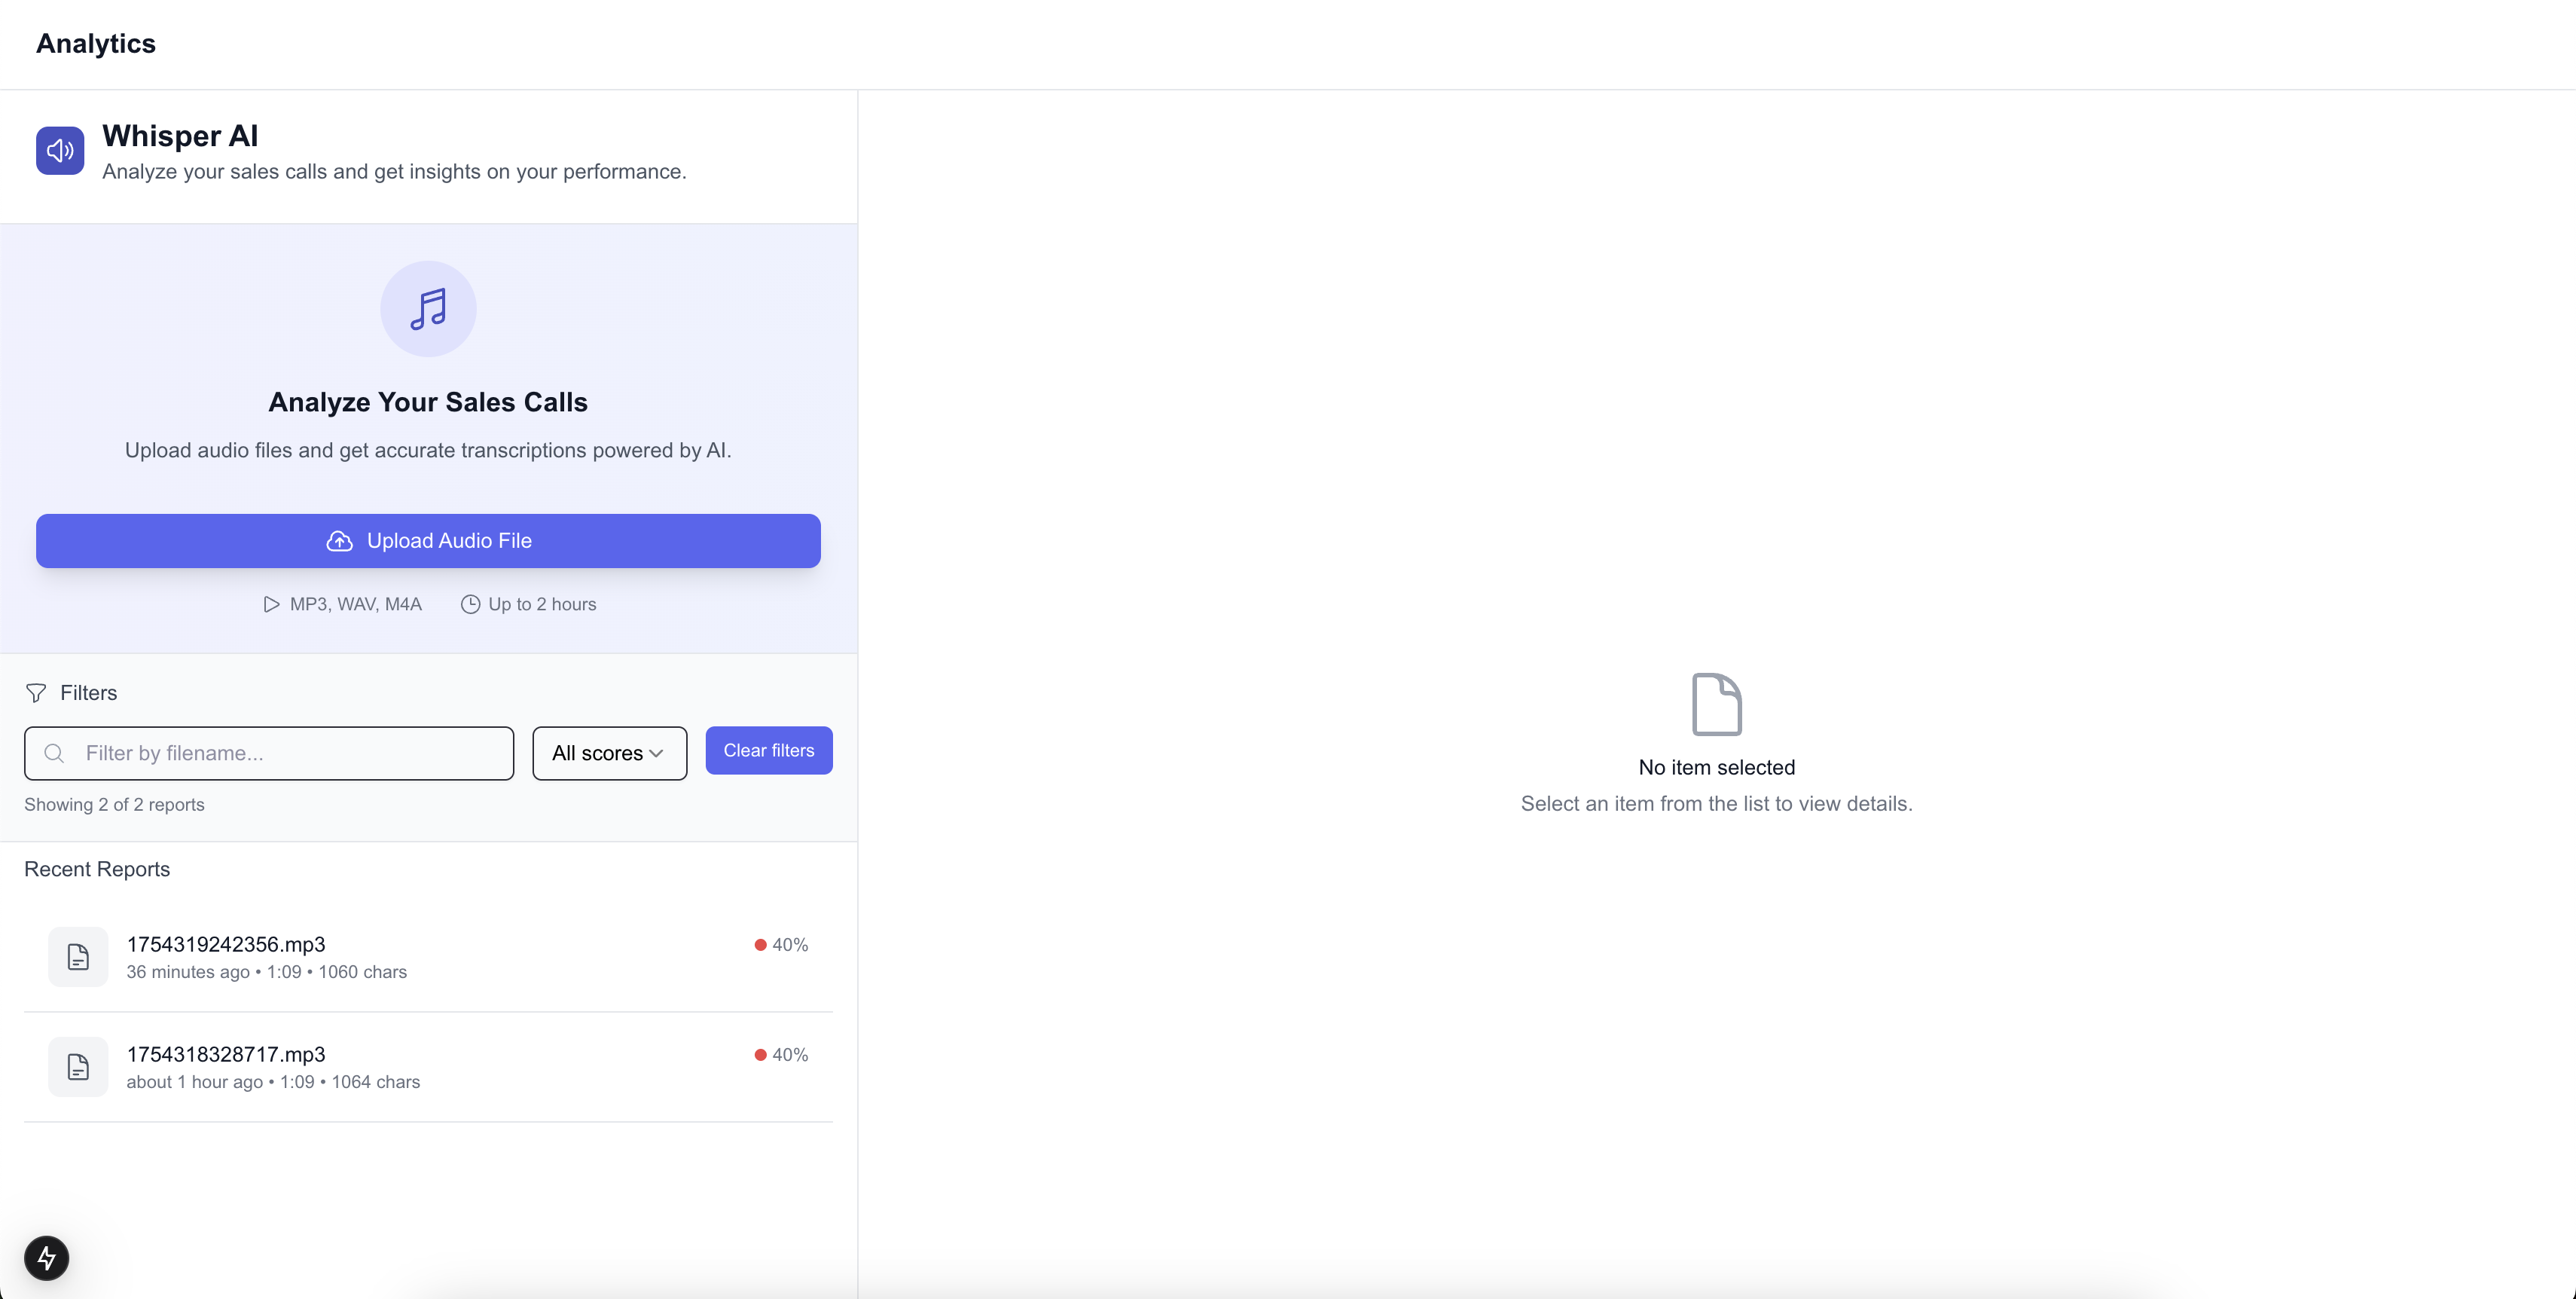 Analytics
Whisper AI
Analyze your sales calls and get insights on your performance.
Analyze Your Sales Calls
Upload audio files and get accurate transcriptions powered by AI.
Upload Audio File
MP3, WAV, M4A Up to 2 hours
Filters
Filter by filename... All scores Clear filters
Showing 2 of 2 reports
Recent Reports
1754319242356.mp3 40%
36 minutes ago • 1:09 • 1060 chars
1754318328717.mp3 40%
about 1 hour ago • 1:09 • 1064 chars
No item selected
Select an item from the list to view details.